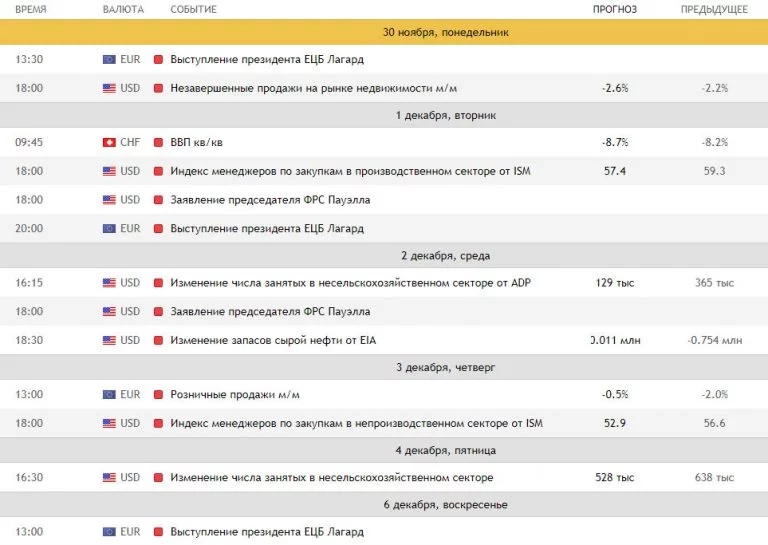 ВРЕМЯ ВАЛЮТА СОБЫТИЕ ПРОГНОЗ ПРЕДЫДУЩЕЕ
30 ноября, понедельник
13:30 EUR Выступление президента ЕЦБ Лагард
18:00 USD Незавершенные продажи на рынке недвижимости м/м -2.6% -2.2%
1 декабря, вторник
09:45 CHF ВВП кв/кв -8.7% -8.2%
18:00 USD Индекс менеджеров по закупкам в производственном секторе от ISM 57.4 59.3
18:00 USD Заявление председателя ФРС Пауэлла
20:00 EUR Выступление президента ЕЦБ Лагард
2 декабря, среда
16:15 USD Изменение числа занятых в несельскохозяйственном секторе от ADP 129 тыс 365 тыс
18:00 USD Заявление председателя ФРС Пауэлла
18:30 USD Изменение запасов сырой нефти от EIA 0.011 млн -0.754 млн
3 декабря, четверг
13:00 EUR Розничные продажи м/м -0.5% -2.0%
18:00 USD Индекс менеджеров по закупкам в непроизводственном секторе от ISM 52.9 56.6
4 декабря, пятница
16:30 USD Изменение числа занятых в несельскохозяйственном секторе 528 тыс 638 тыс
6 декабря, воскресенье
13:00 EUR Выступление президента ЕЦБ Лагард